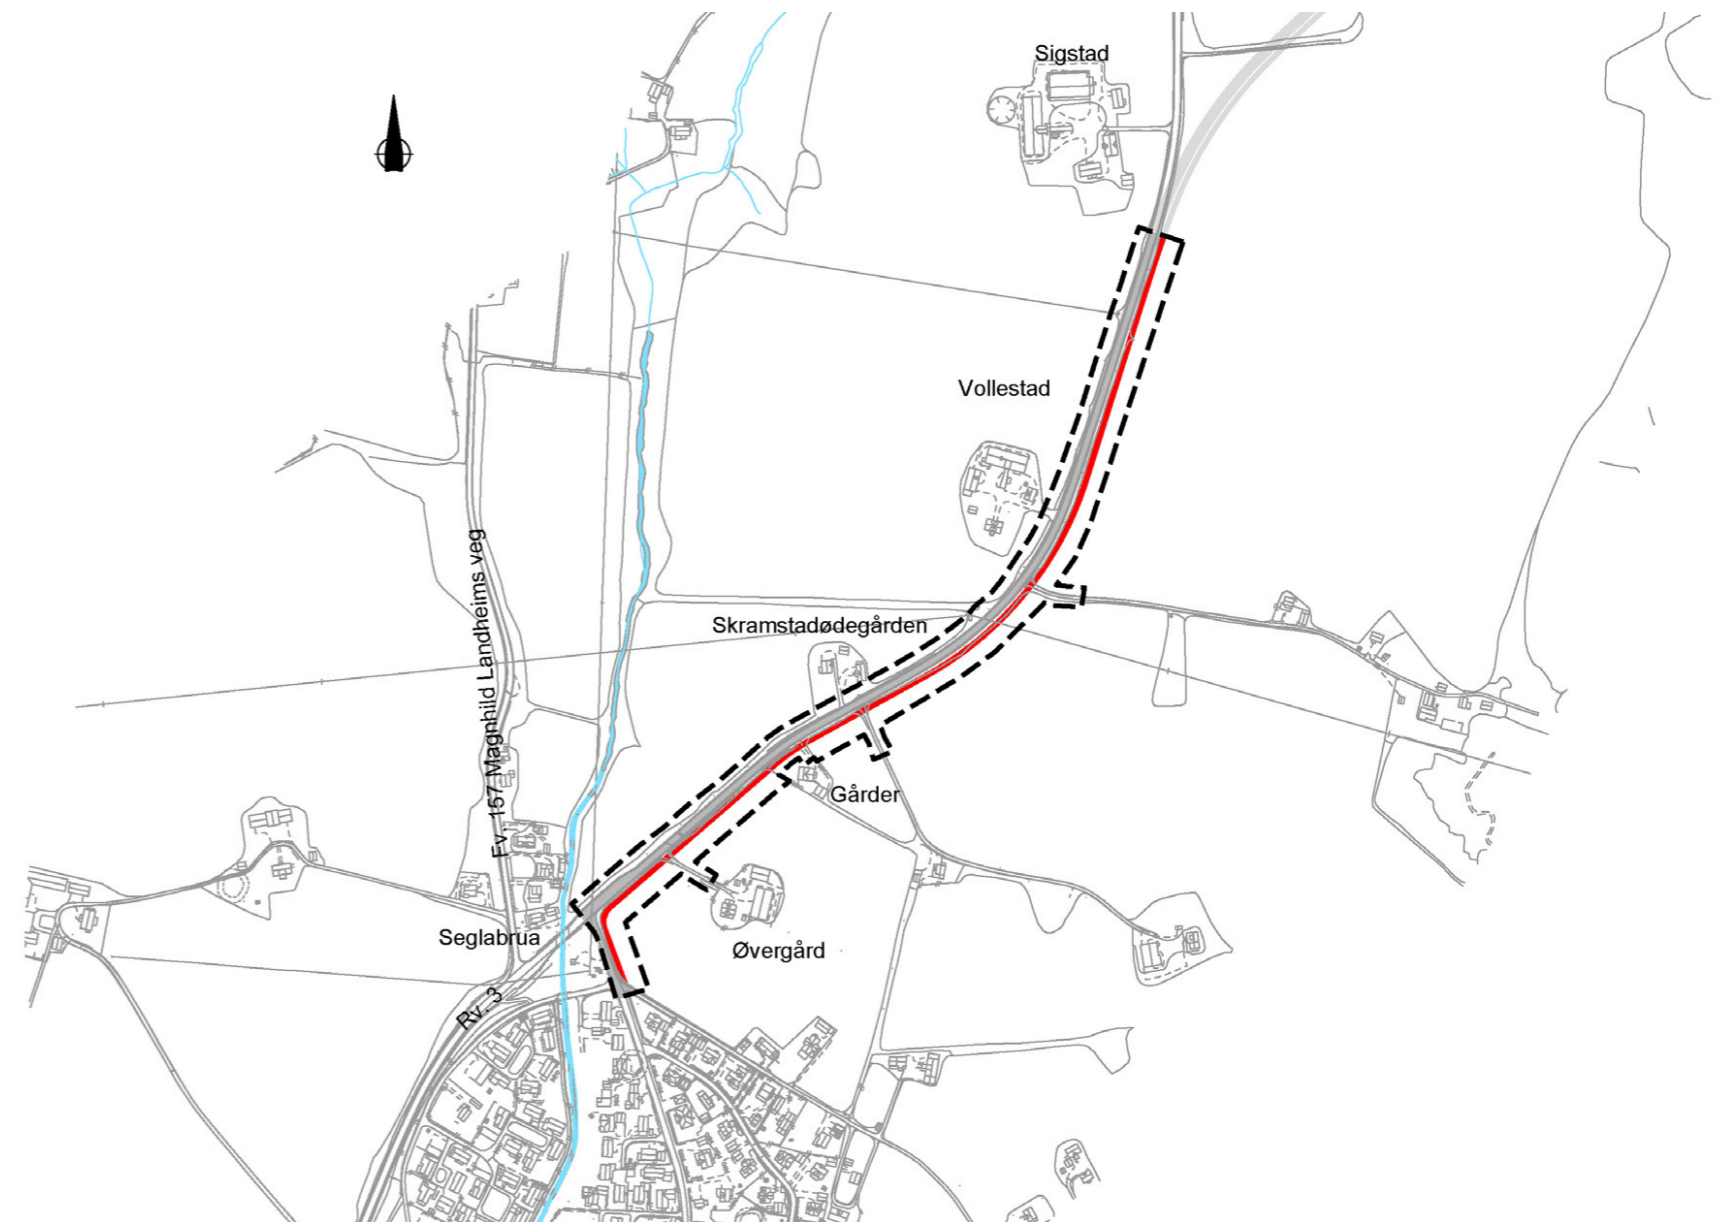 Sigstad
Vollestad
Skramstadødegården
Fv. 157 Magnhild Landheims veg
Gårder
Seglabrua
Øvergård
Rv. 3